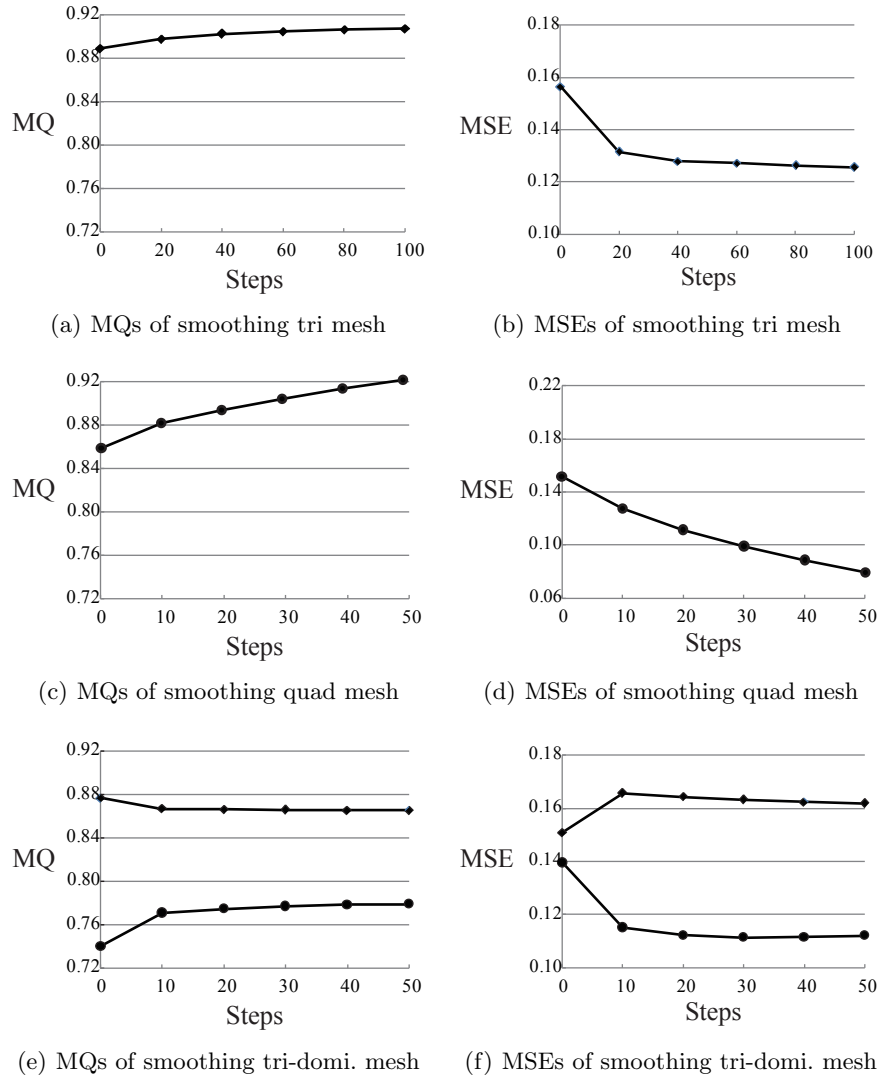 0.92
0.88
0.84
MQ
0.80
0.76
0.72
0 20 40 60 80 100
Steps
(a) MQs of smoothing tri mesh
0.18
0.16
MSE
0.14
0.12
0.10
0 20 40 60 80 100
Steps
(b) MSEs of smoothing tri mesh
0.92
0.88
0.84
MQ
0.80
0.76
0.72
0 10 20 30 40 50
Steps
(c) MQs of smoothing quad mesh
0.22
0.18
MSE
0.14
0.10
0.06
0 10 20 30 40 50
Steps
(d) MSEs of smoothing quad mesh
0.92
0.88
0.84
MQ
0.80
0.76
0.72
0 10 20 30 40 50
Steps
(e) MQs of smoothing tri-domi. mesh
0.18
0.16
MSE
0.14
0.12
0.10
0 10 20 30 40 50
Steps
(f) MSEs of smoothing tri-domi. mesh